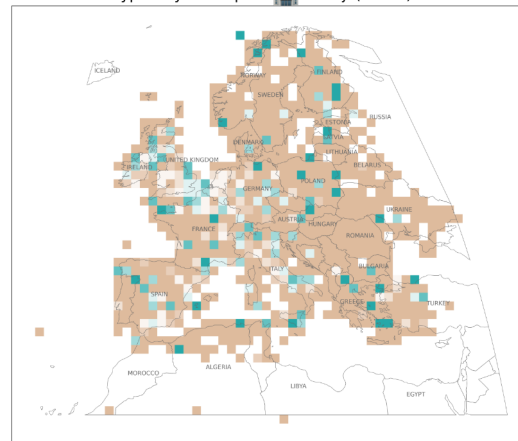 ICELAND
NORWAY
FINLAND
SWEDEN
RUSSIA
ESTONIA
LATVIA
DENMARK
LITHUANIA
UNITED KINGDOM
BELARUS
IRELAND
POLAND
GERMANY
UKRAINE
AUSTRIA
HUNGARY
FRANCE
ROMANIA
ITALY
BULGARIA
SPAIN
GREECE
TURKEY
MOROCCO
ALGERIA
LIBYA
EGYPT